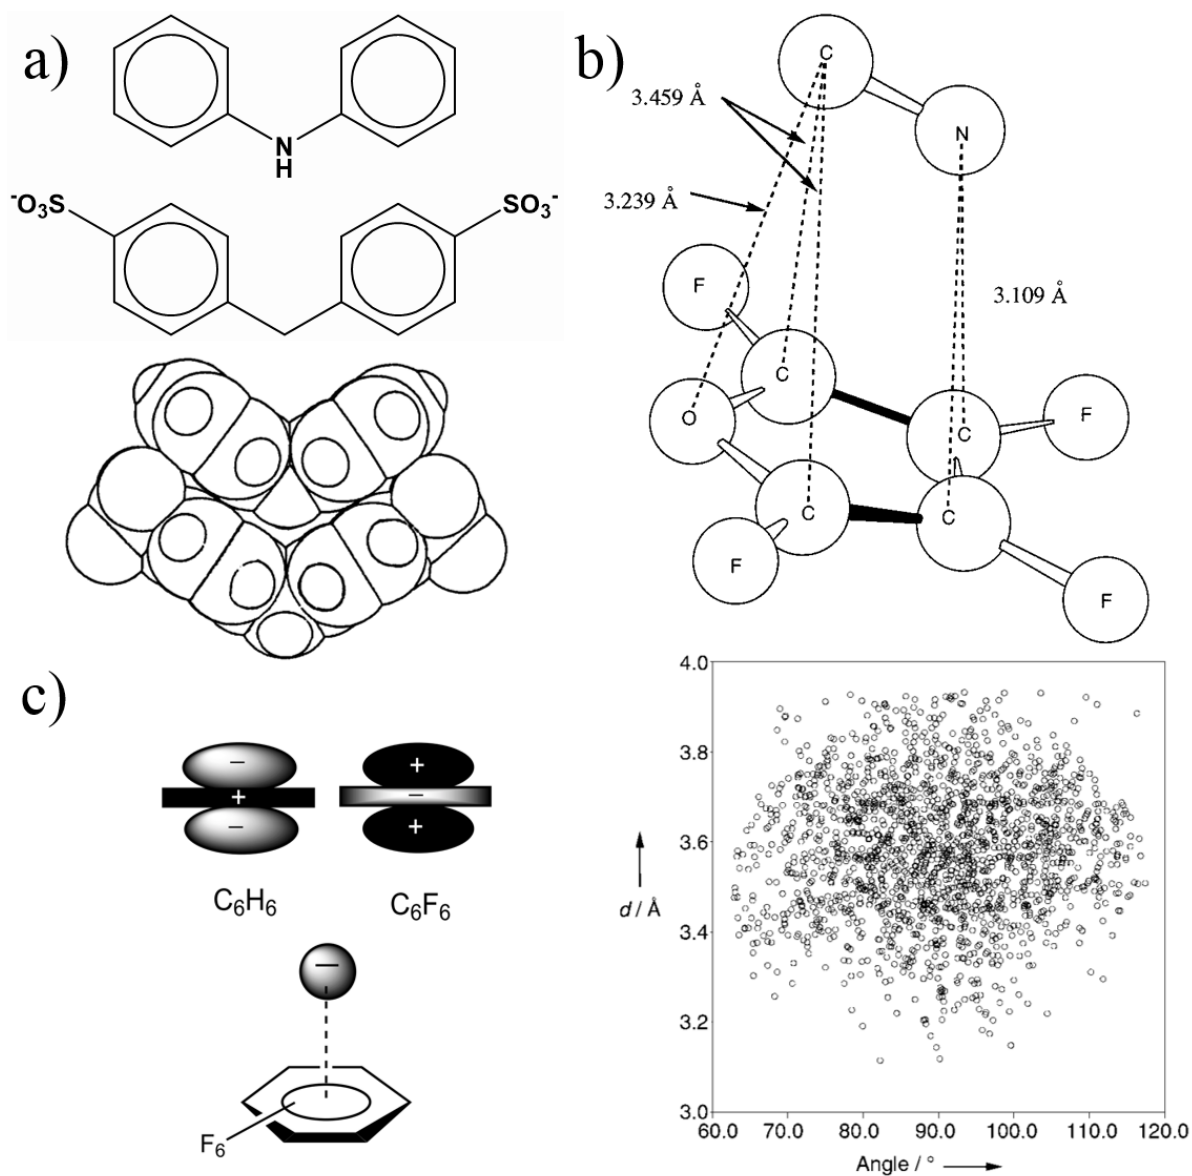 a)
N
H
⁻O₃S
SO₃⁻
b)
C
N
3.459 Å
3.239 Å
3.109 Å
F
C
O
C
F
C
C
F
F
c)
−
+
−
+
−
+
C₆H₆
C₆F₆
−
F₆
4.0
3.8
3.6
3.4
3.2
3.0
d / Å
60.0 70.0 80.0 90.0 100.0 110.0 120.0
Angle / °